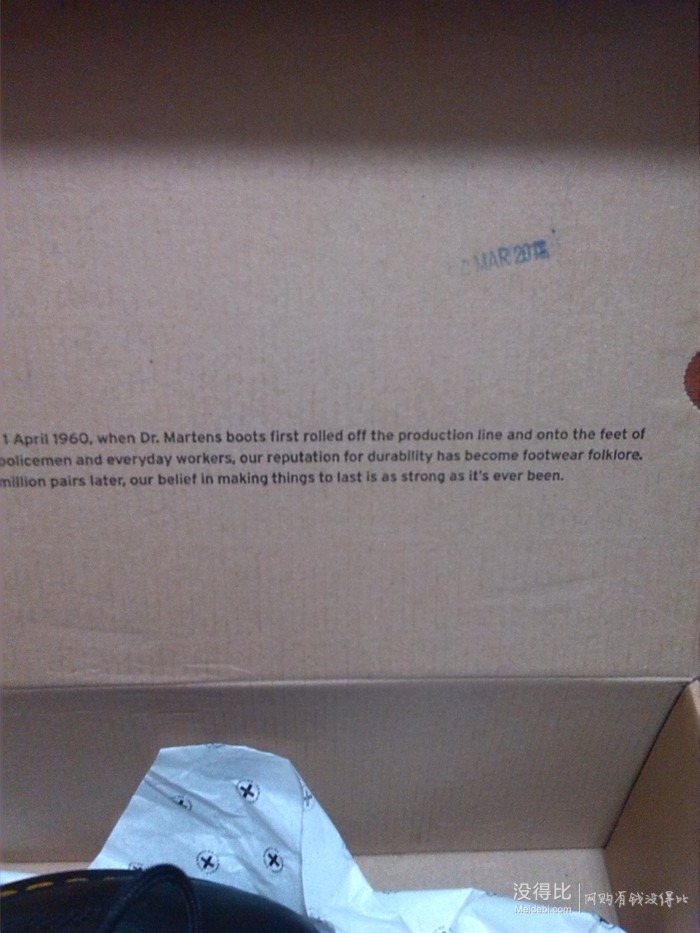 MAR
1 April 1960, when Dr. Martens boots first rolled off the production line and onto the feet of
policemen and everyday workers, our reputation for durability has become footwear folklore.
million pairs later, our belief in making things to last is as strong as it's ever been.
没得比 网购有钱没得比
Meidebi.com